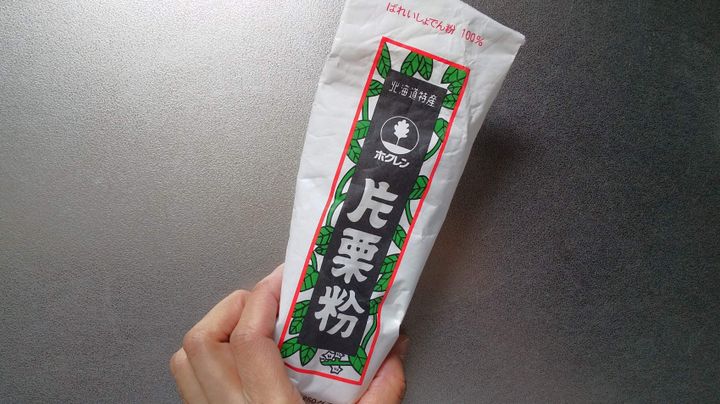 ばれいしょでん粉 100%
北海道特産
ホクレン
片栗粉